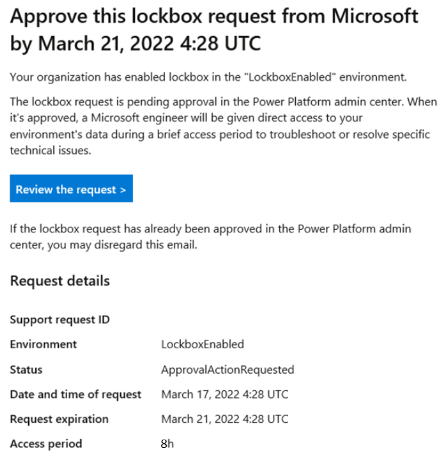 Approve this lockbox request from Microsoft
by March 21, 2022 4:28 UTC
Your organization has enabled lockbox in the "LockboxEnabled" environment.
The lockbox request is pending approval in the Power Platform admin center. When
it's approved, a Microsoft engineer will be given direct access to your
environment's data during a brief access period to troubleshoot or resolve specific
technical issues.
Review the request >
If the lockbox request has already been approved in the Power Platform admin
center, you may disregard this email.
Request details
Support request ID
Environment LockboxEnabled
Status ApprovalActionRequested
Date and time of request March 17, 2022 4:28 UTC
Request expiration March 21, 2022 4:28 UTC
Access period 8h